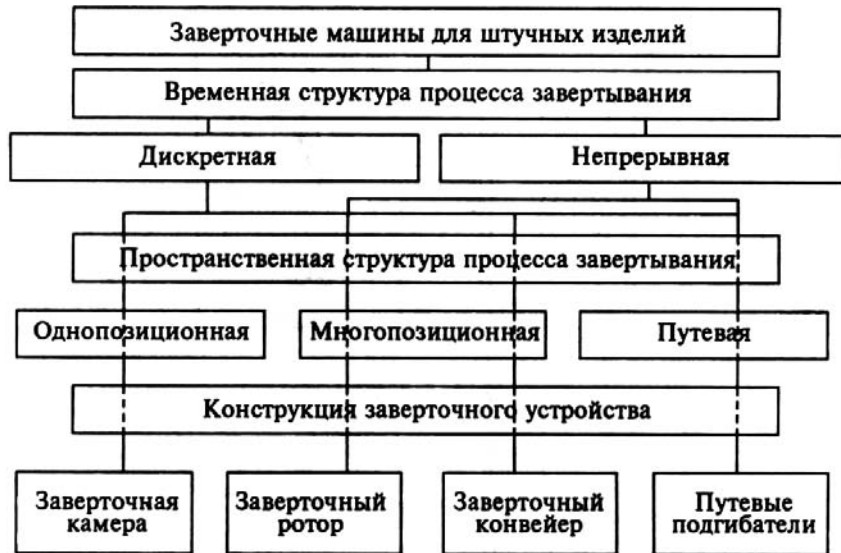 Заверточные машины для штучных изделий
Временная структура процесса завертывания
Дискретная
Непрерывная
Пространственная структура процесса завертывания
Однопозиционная
Многопозиционная
Путевая
Конструкция заверточного устройства
Заверточная
камера
Заверточный
ротор
Заверточный
конвейер
Путевые
подгибатели